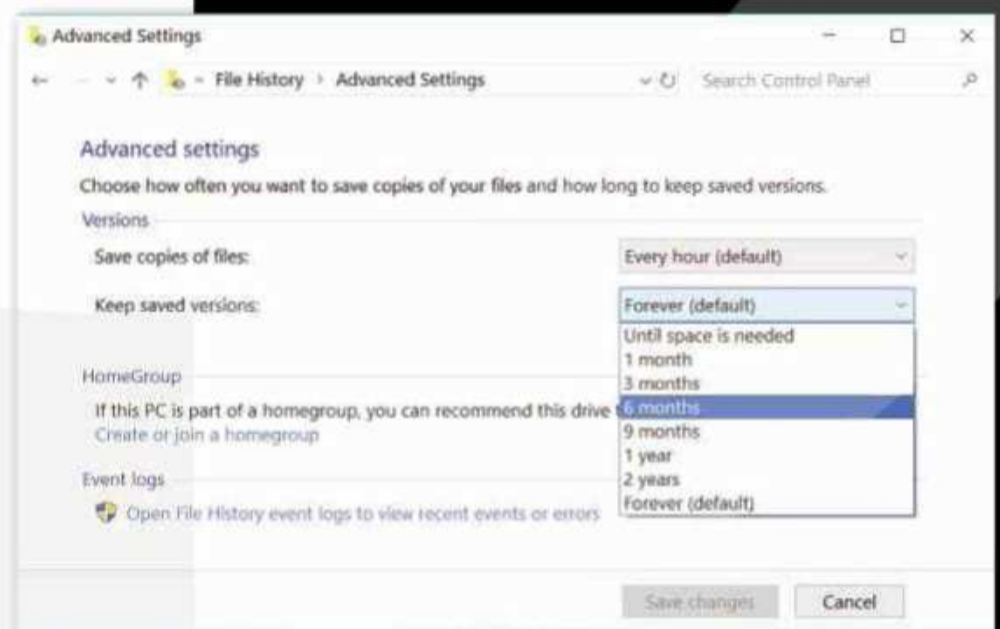 Advanced Settings
File History › Advanced Settings
Search Control Panel
Advanced settings
Choose how often you want to save copies of your files and how long to keep saved versions.
Versions
Save copies of files:
Every hour (default)
Keep saved versions:
Forever (default)
Until space is needed
1 month
3 months
6 months
9 months
1 year
2 years
Forever (default)
HomeGroup
If this PC is part of a homegroup, you can recommend this drive
Create or join a homegroup
Event logs
Open File History event logs to view recent events or errors
Save changes
Cancel